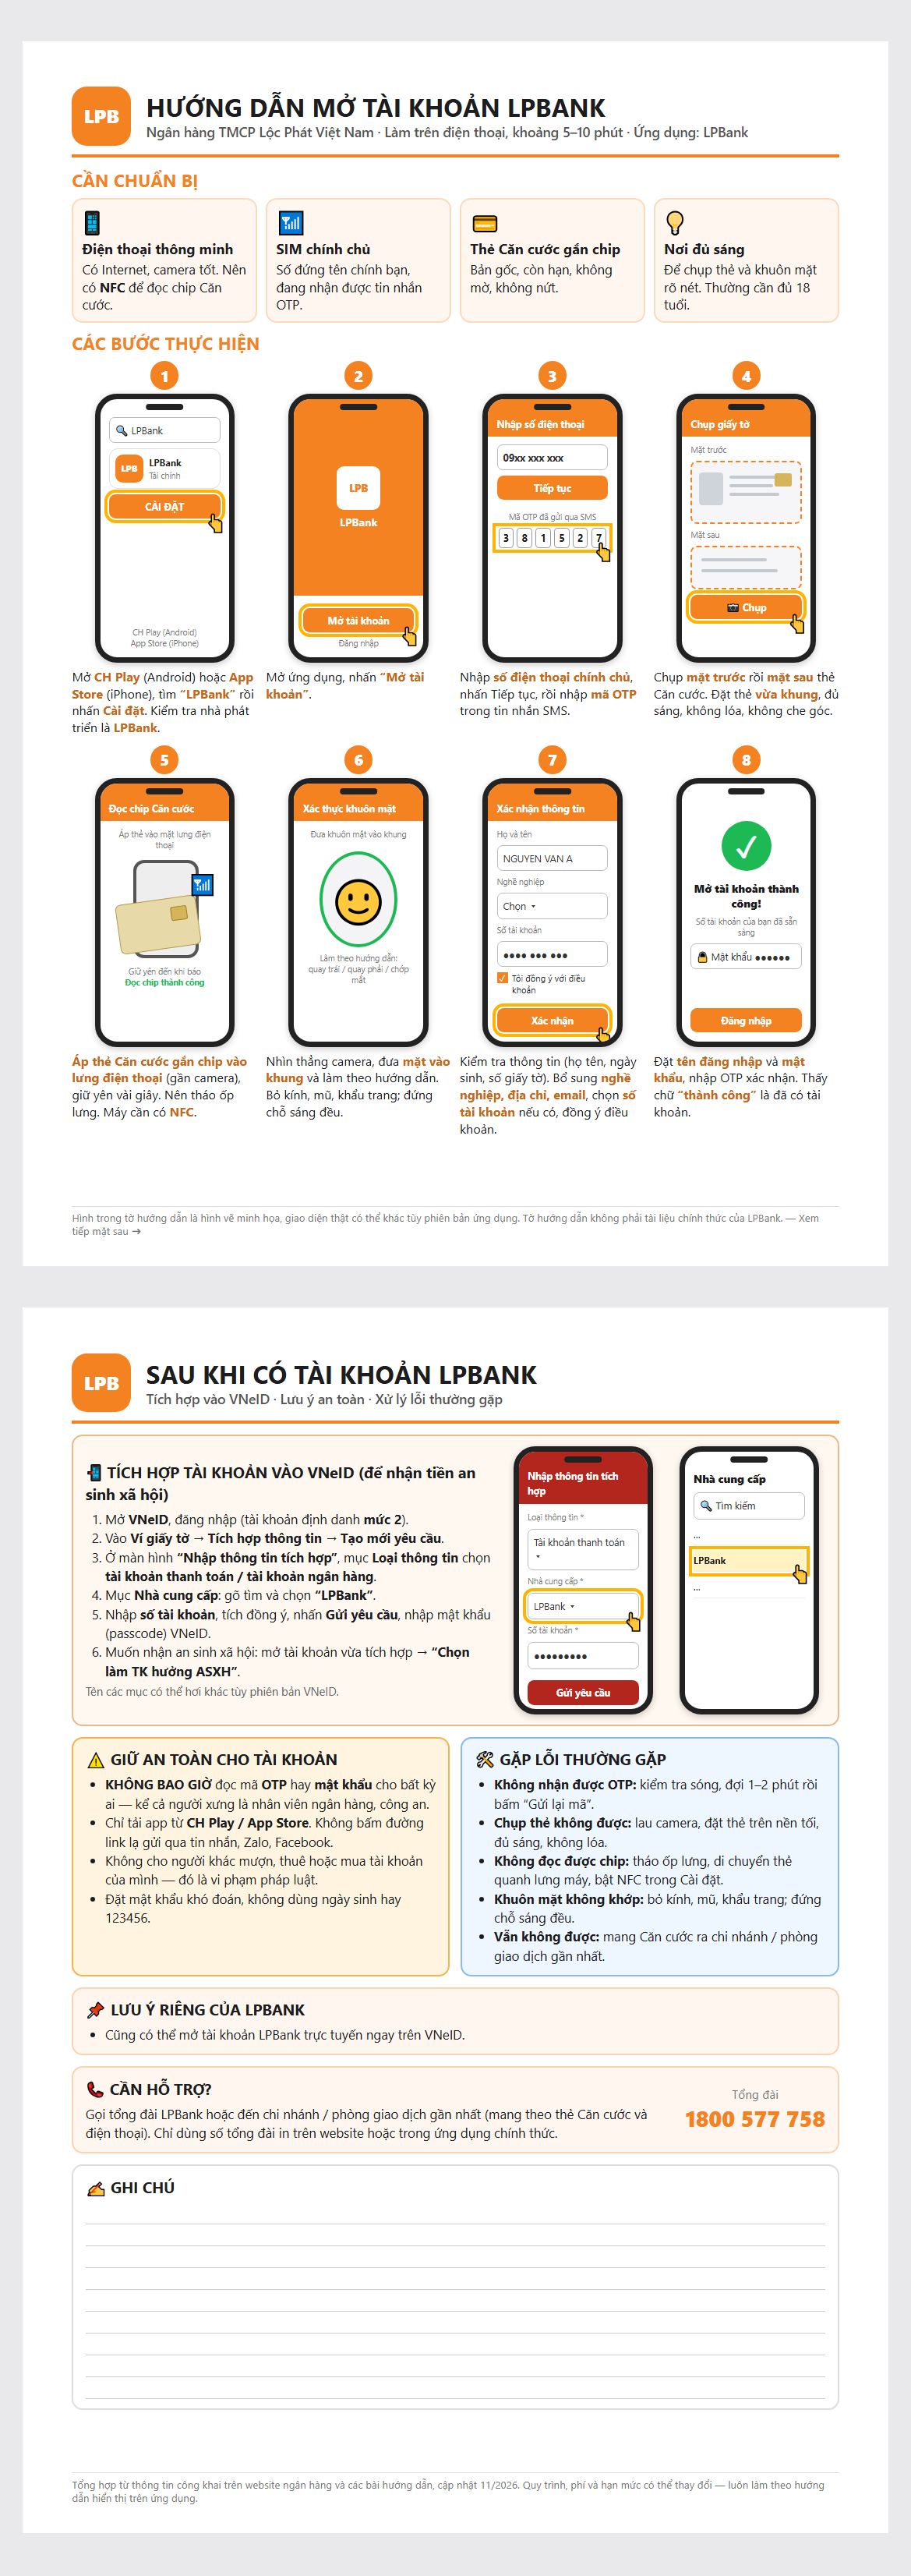 LPB
HƯỚNG DẪN MỞ TÀI KHOẢN LPBANK
Ngân hàng TMCP Lộc Phát Việt Nam · Làm trên điện thoại, khoảng 5–10 phút · Ứng dụng: LPBank
CẦN CHUẨN BỊ
Điện thoại thông minh
Có Internet, camera tốt. Nên
có NFC để đọc chip Căn
cước.
SIM chính chủ
Số đứng tên chính bạn,
đang nhận được tin nhắn
OTP.
Thẻ Căn cước gắn chip
Bản gốc, còn hạn, không
mờ, không nứt.
Nơi đủ sáng
Để chụp thẻ và khuôn mặt
rõ nét. Thường cần đủ 18
tuổi.
CÁC BƯỚC THỰC HIỆN
1
LPBank
LPB
LPBank
Tài chính
CÀI ĐẶT
CH Play (Android)
App Store (iPhone)
Mở CH Play (Android) hoặc App
Store (iPhone), tìm “LPBank” rồi
nhấn Cài đặt. Kiểm tra nhà phát
triển là LPBank.
2
LPB
LPBank
Mở tài khoản
Đăng nhập
Mở ứng dụng, nhấn “Mở tài
khoản”.
3
Nhập số điện thoại
09xx xxx xxx
Tiếp tục
Mã OTP đã gửi qua SMS
3 8 1 5 2 7
Nhập số điện thoại chính chủ,
nhấn Tiếp tục, rồi nhập mã OTP
trong tin nhắn SMS.
4
Chụp giấy tờ
Mặt trước
Mặt sau
Chụp
Chụp mặt trước rồi mặt sau thẻ
Căn cước. Đặt thẻ vừa khung, đủ
sáng, không lóa, không che góc.
5
Đọc chip Căn cước
Áp thẻ vào mặt lưng điện
thoại
Giữ yên đến khi báo
Đọc chip thành công
Áp thẻ Căn cước gắn chip vào
lưng điện thoại (gần camera),
giữ yên vài giây. Nên tháo ốp
lưng. Máy cần có NFC.
6
Xác thực khuôn mặt
Đưa khuôn mặt vào khung
Làm theo hướng dẫn:
quay trái / quay phải / chớp
mắt
Nhìn thẳng camera, đưa mặt vào
khung và làm theo hướng dẫn.
Bỏ kính, mũ, khẩu trang; đứng
chỗ sáng đều.
7
Xác nhận thông tin
Họ và tên
NGUYEN VAN A
Nghề nghiệp
Chọn
Số tài khoản
•••• ••• •••
Tôi đồng ý với điều
khoản
Xác nhận
Kiểm tra thông tin (họ tên, ngày
sinh, số giấy tờ). Bổ sung nghề
nghiệp, địa chỉ, email, chọn số
tài khoản nếu có, đồng ý điều
khoản.
8
Mở tài khoản thành
công!
Số tài khoản của bạn đã sẵn
sàng
Mật khẩu ••••••
Đăng nhập
Đặt tên đăng nhập và mật
khẩu, nhập OTP xác nhận. Thấy
chữ “thành công” là đã có tài
khoản.
Hình trong tờ hướng dẫn là hình vẽ minh họa, giao diện thật có thể khác tùy phiên bản ứng dụng. Tờ hướng dẫn không phải tài liệu chính thức của LPBank. — Xem
tiếp mặt sau →
LPB
SAU KHI CÓ TÀI KHOẢN LPBANK
Tích hợp vào VNeID · Lưu ý an toàn · Xử lý lỗi thường gặp
TÍCH HỢP TÀI KHOẢN VÀO VNeID (để nhận tiền an
sinh xã hội)
1. Mở VNeID, đăng nhập (tài khoản định danh mức 2).
2. Vào Ví giấy tờ → Tích hợp thông tin → Tạo mới yêu cầu.
3. Ở màn hình “Nhập thông tin tích hợp”, mục Loại thông tin chọn
tài khoản thanh toán / tài khoản ngân hàng.
4. Mục Nhà cung cấp: gõ tìm và chọn “LPBank”.
5. Nhập số tài khoản, tích đồng ý, nhấn Gửi yêu cầu, nhập mật khẩu
(passcode) VNeID.
6. Muốn nhận an sinh xã hội: mở tài khoản vừa tích hợp → “Chọn
làm TK hưởng ASXH”.
Tên các mục có thể hơi khác tùy phiên bản VNeID.
Nhập thông tin tích
hợp
Loại thông tin *
Tài khoản thanh toán
Nhà cung cấp *
LPBank
Số tài khoản *
•••••••••
Gửi yêu cầu
Nhà cung cấp
Tìm kiếm
...
LPBank
...
GIỮ AN TOÀN CHO TÀI KHOẢN
• KHÔNG BAO GIỜ đọc mã OTP hay mật khẩu cho bất kỳ
ai — kể cả người xưng là nhân viên ngân hàng, công an.
• Chỉ tải app từ CH Play / App Store. Không bấm đường
link lạ gửi qua tin nhắn, Zalo, Facebook.
• Không cho người khác mượn, thuê hoặc mua tài khoản
của mình — đó là vi phạm pháp luật.
• Đặt mật khẩu khó đoán, không dùng ngày sinh hay
123456.
GẶP LỖI THƯỜNG GẶP
• Không nhận được OTP: kiểm tra sóng, đợi 1–2 phút rồi
bấm “Gửi lại mã”.
• Chụp thẻ không được: lau camera, đặt thẻ trên nền tối,
đủ sáng, không lóa.
• Không đọc được chip: tháo ốp lưng, di chuyển thẻ
quanh lưng máy, bật NFC trong Cài đặt.
• Khuôn mặt không khớp: bỏ kính, mũ, khẩu trang; đứng
chỗ sáng đều.
• Vẫn không được: mang Căn cước ra chi nhánh / phòng
giao dịch gần nhất.
LƯU Ý RIÊNG CỦA LPBANK
• Cũng có thể mở tài khoản LPBank trực tuyến ngay trên VNeID.
CẦN HỖ TRỢ?
Gọi tổng đài LPBank hoặc đến chi nhánh / phòng giao dịch gần nhất (mang theo thẻ Căn cước và
điện thoại). Chỉ dùng số tổng đài in trên website hoặc trong ứng dụng chính thức.
Tổng đài
1800 577 758
GHI CHÚ
Tổng hợp từ thông tin công khai trên website ngân hàng và các bài hướng dẫn, cập nhật 11/2026. Quy trình, phí và hạn mức có thể thay đổi — luôn làm theo hướng
dẫn hiển thị trên ứng dụng.